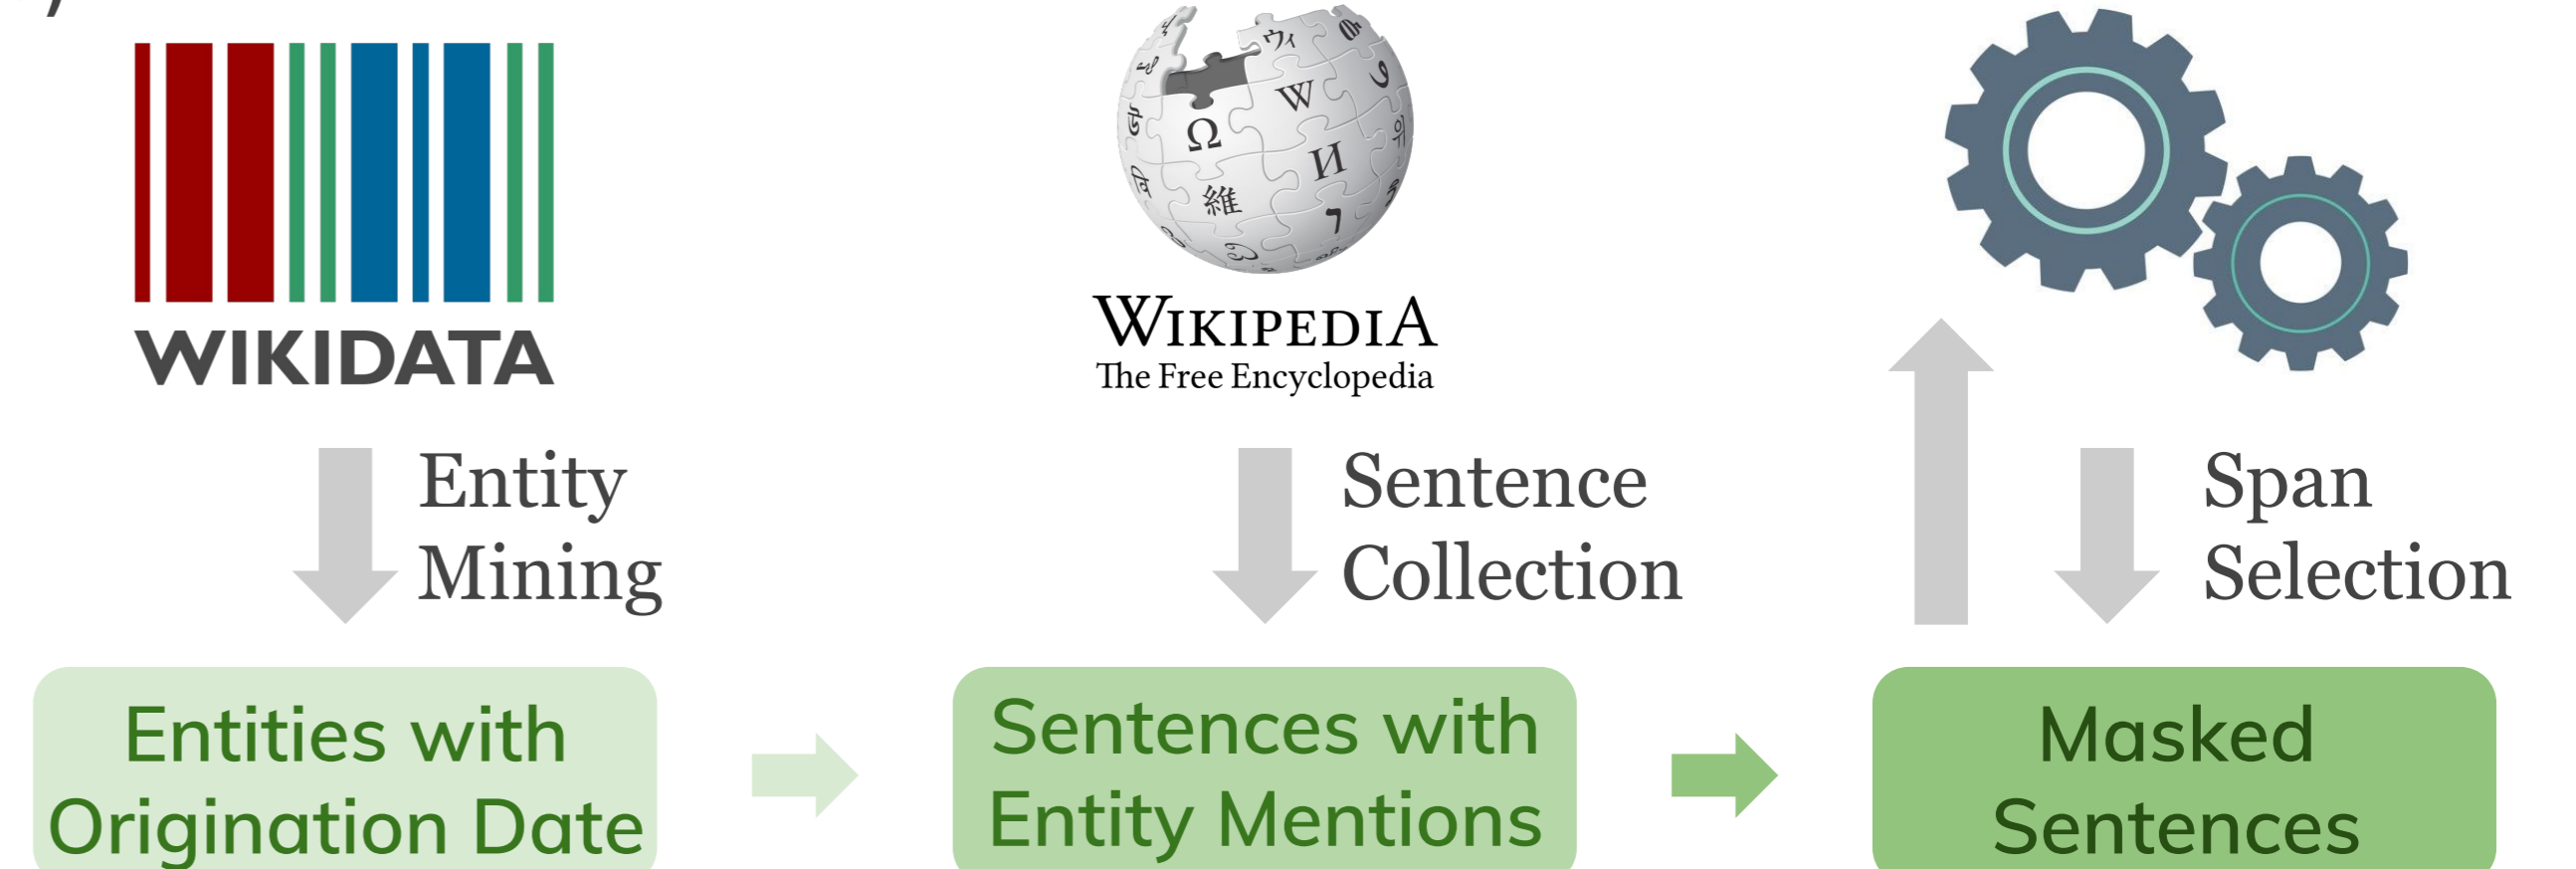 WIKIDATA
WIKIPEDIA
The Free Encyclopedia
Entity
Mining
Sentence
Collection
Span
Selection
Entities with
Origination Date
Sentences with
Entity Mentions
Masked
Sentences